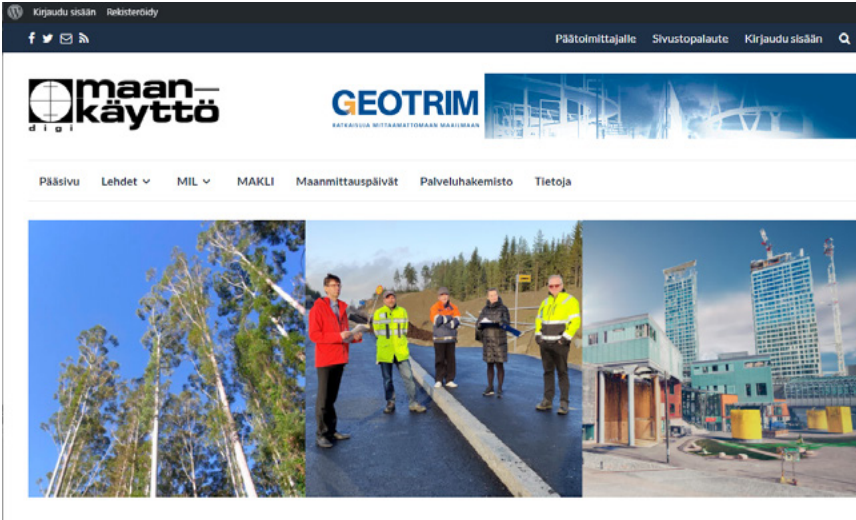 Kirjaudu sisään Rekisteröidy
Päätoimittajalle Sivustopalaute Kirjaudu sisään
maan-
käyttö
digi
GEOTRIM
RATKAISUJA MITTAAMATTOMAAN MAAILMAAN
Pääsivu Lehdet MIL MAKLI Maanmittauspäivät Palveluhakemisto Tietoja